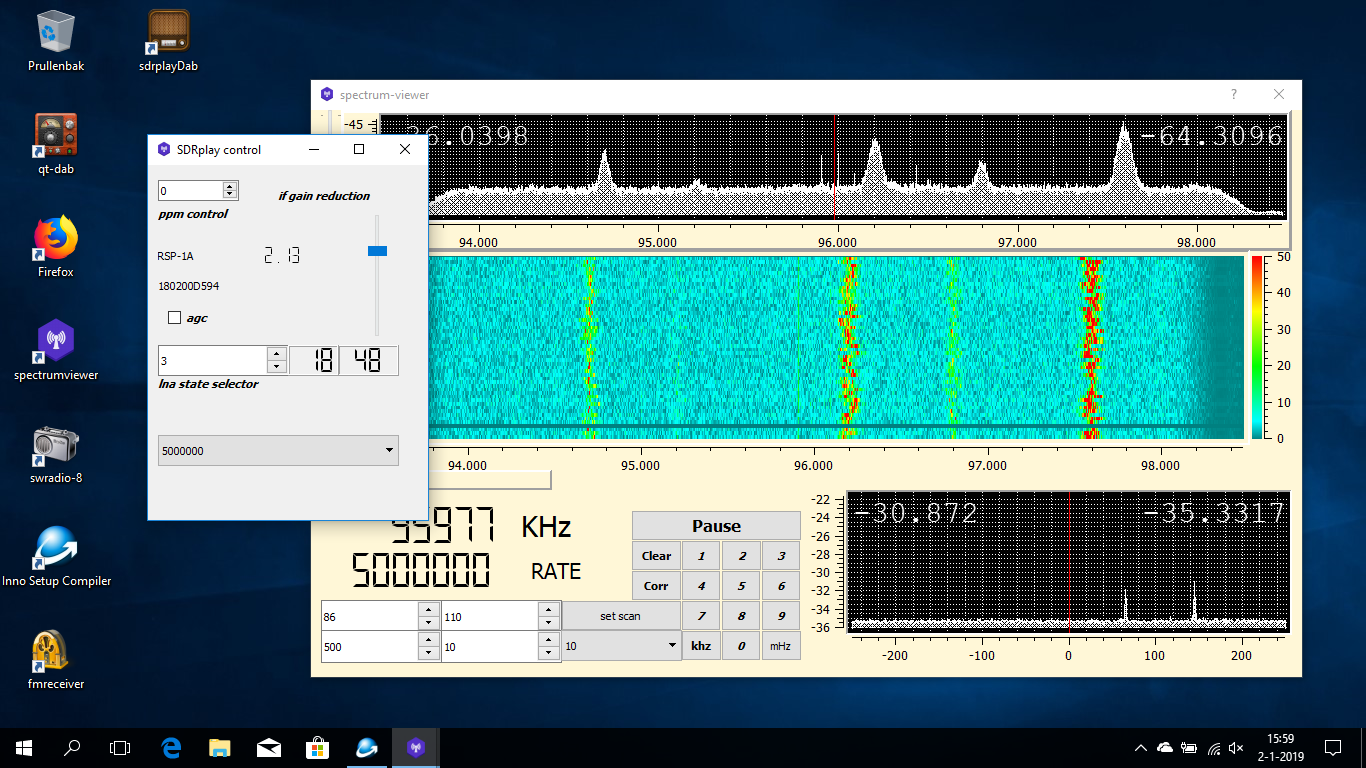 Prullenbak
sdrplayDab
qt-dab
Firefox
spectrumviewer
swradio-8
Inno Setup Compiler
fmreceiver
spectrum-viewer
?
-45
6.0398
-64.3096
94.000
95.000
96.000
97.000
98.000
50
40
30
20
10
0
94.000
95.000
96.000
97.000
98.000
SDRplay control
0
if gain reduction
ppm control
RSP-1A
2.13
180200D594
agc
3
18
48
lna state selector
5000000
95977
KHz
5000000
RATE
Pause
Clear
1
2
3
Corr
4
5
6
7
8
9
khz
0
mHz
86
110
set scan
500
10
10
-22
-24
-26
-28
-30
-32
-34
-36
-30.872
-35.3317
-200
-100
0
100
200
15:59
2-1-2019